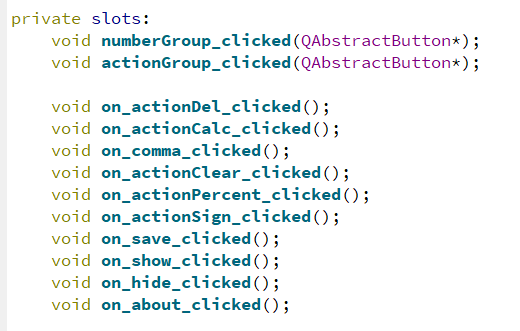 private slots:
    void numberGroup_clicked(QAbstractButton*);
    void actionGroup_clicked(QAbstractButton*);

    void on_actionDel_clicked();
    void on_actionCalc_clicked();
    void on_comma_clicked();
    void on_actionClear_clicked();
    void on_actionPercent_clicked();
    void on_actionSign_clicked();
    void on_save_clicked();
    void on_show_clicked();
    void on_hide_clicked();
    void on_about_clicked();